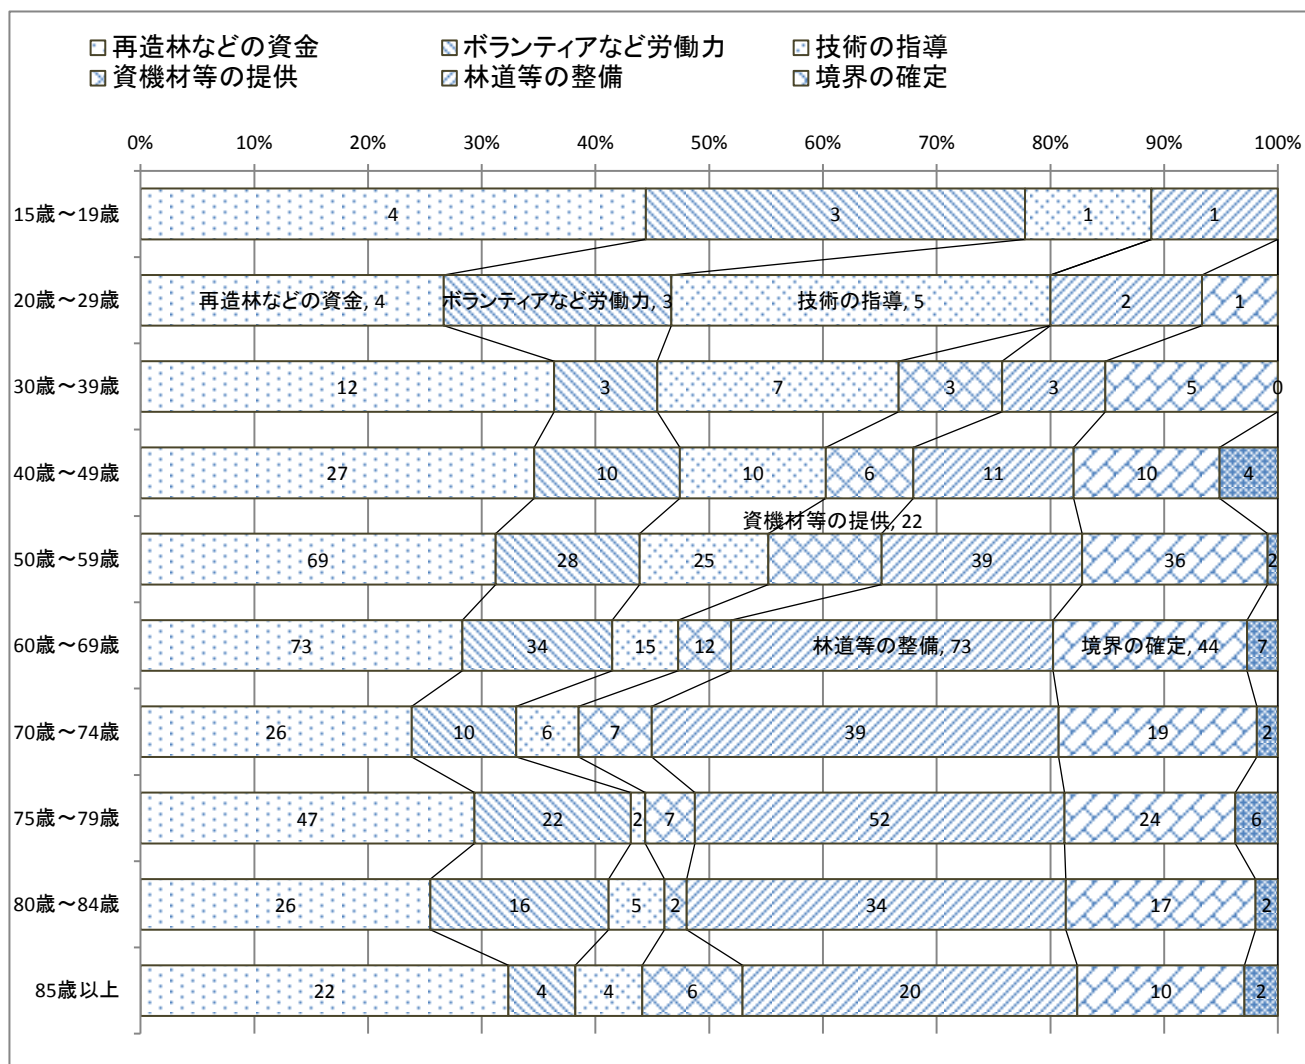 再造林などの資金 ボランティアなど労働力 技術の指導
資機材等の提供 林道等の整備 境界の確定
0% 10% 20% 30% 40% 50% 60% 70% 80% 90% 100%
15歳～19歳 4 3 1 1
20歳～29歳 再造林などの資金, 4 ボランティアなど労働力, 3 技術の指導, 5 2 1
30歳～39歳 12 3 7 3 3 5 0
40歳～49歳 27 10 10 6 11 10 4
資機材等の提供, 22
50歳～59歳 69 28 25 39 36 2
60歳～69歳 73 34 15 12 林道等の整備, 73 境界の確定, 44 7
70歳～74歳 26 10 6 7 39 19 2
75歳～79歳 47 22 2 7 52 24 6
80歳～84歳 26 16 5 2 34 17 2
85歳以上 22 4 4 6 20 10 2